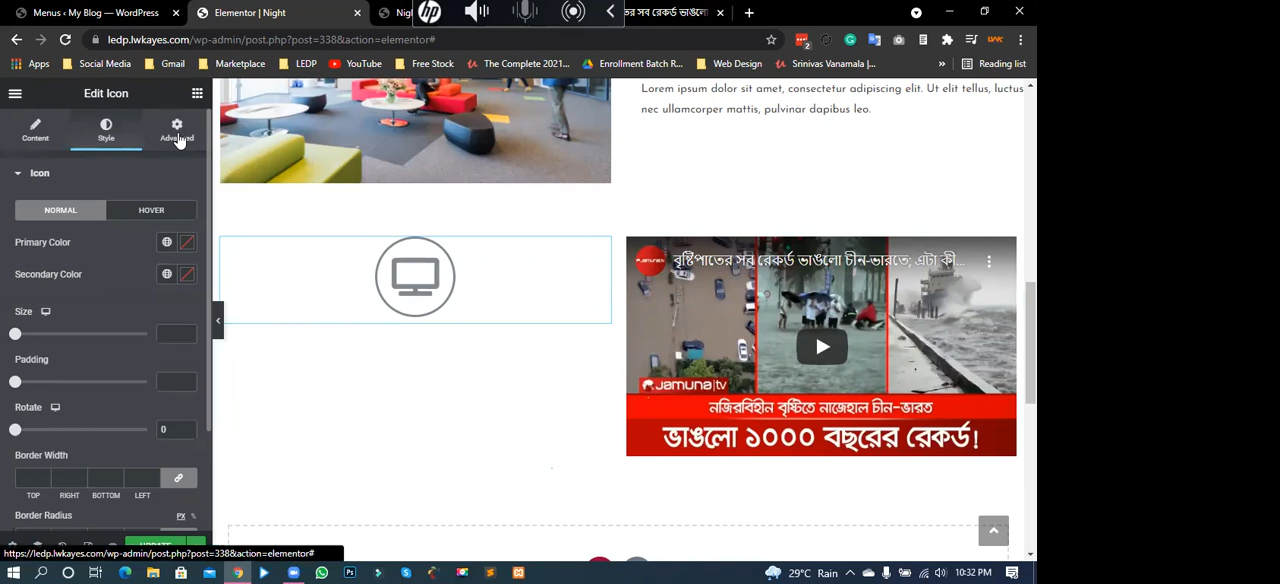 Menus ‹ My Blog — WordPress
Elementor | Night
ledp.lwkayes.com/wp-admin/post.php?post=338&action=elementor#
2
Apps
Social Media
Gmail
Marketplace
LEDP
YouTube
Free Stock
The Complete 2021...
Enrollment Batch R...
Web Design
Srinivas Vanamala |...
»
Reading list
Edit Icon
Content
Style
Advanced
Icon
NORMAL
HOVER
Primary Color
Secondary Color
Size
Padding
Rotate
0
Border Width
TOP
RIGHT
BOTTOM
LEFT
Border Radius
PX
%
UPDATE
https://ledp.lwkayes.com/wp-admin/post.php?post=338&action=elementor#
Lorem ipsum dolor sit amet, consectetur adipiscing elit. Ut elit tellus, luctus
nec ullamcorper mattis, pulvinar dapibus leo.
বৃষ্টিপাতের সব রেকর্ড ভাঙলো চীন-ভারতে; এটা কী...
Jamuna|tv
নজিরবিহীন বৃষ্টিতে নাজেহাল চীন-ভারত
ভাঙলো ১০০০ বছরের রেকর্ড!
29°C Rain
10:32 PM